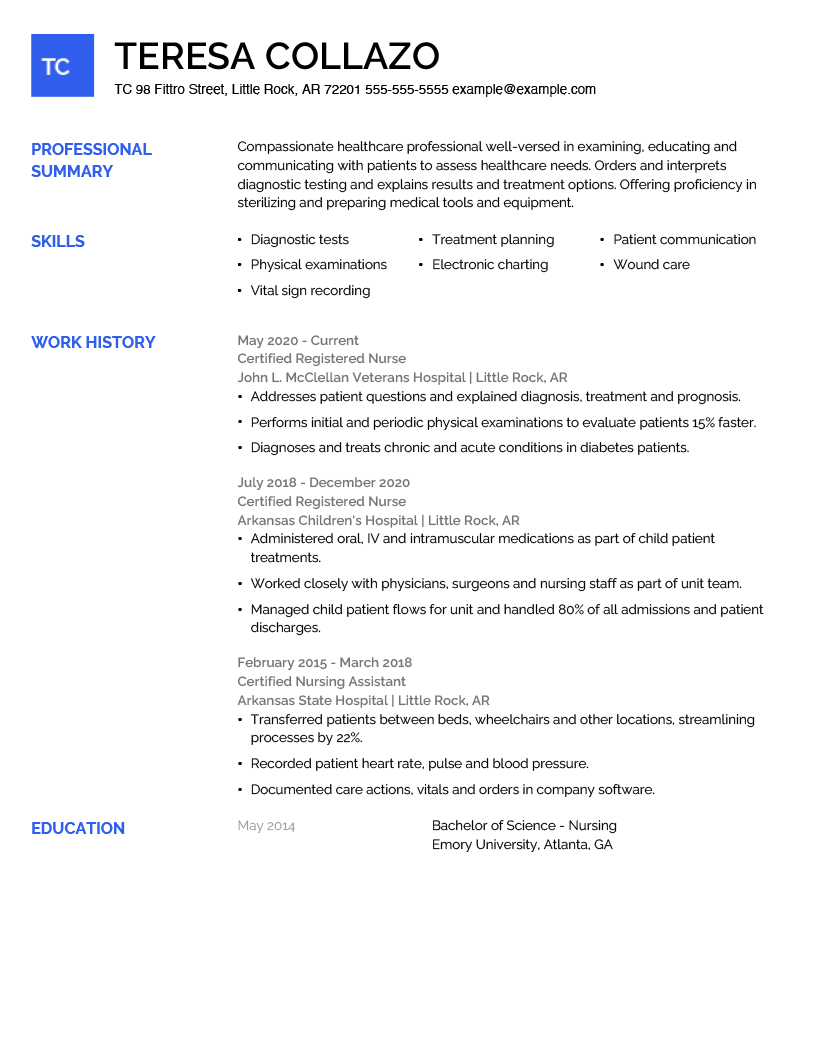 TC
TERESA COLLAZO
TC 98 Fittro Street, Little Rock, AR 72201 555-555-5555 example@example.com
PROFESSIONAL
SUMMARY
Compassionate healthcare professional well-versed in examining, educating and
communicating with patients to assess healthcare needs. Orders and interprets
diagnostic testing and explains results and treatment options. Offering proficiency in
sterilizing and preparing medical tools and equipment.
SKILLS
• Diagnostic tests • Treatment planning • Patient communication
• Physical examinations • Electronic charting • Wound care
• Vital sign recording
WORK HISTORY
May 2020 - Current
Certified Registered Nurse
John L. McClellan Veterans Hospital | Little Rock, AR
• Addresses patient questions and explained diagnosis, treatment and prognosis.
• Performs initial and periodic physical examinations to evaluate patients 15% faster.
• Diagnoses and treats chronic and acute conditions in diabetes patients.
July 2018 - December 2020
Certified Registered Nurse
Arkansas Children's Hospital | Little Rock, AR
• Administered oral, IV and intramuscular medications as part of child patient
treatments.
• Worked closely with physicians, surgeons and nursing staff as part of unit team.
• Managed child patient flows for unit and handled 80% of all admissions and patient
discharges.
February 2015 - March 2018
Certified Nursing Assistant
Arkansas State Hospital | Little Rock, AR
• Transferred patients between beds, wheelchairs and other locations, streamlining
processes by 22%.
• Recorded patient heart rate, pulse and blood pressure.
• Documented care actions, vitals and orders in company software.
EDUCATION
May 2014 Bachelor of Science - Nursing
Emory University, Atlanta, GA